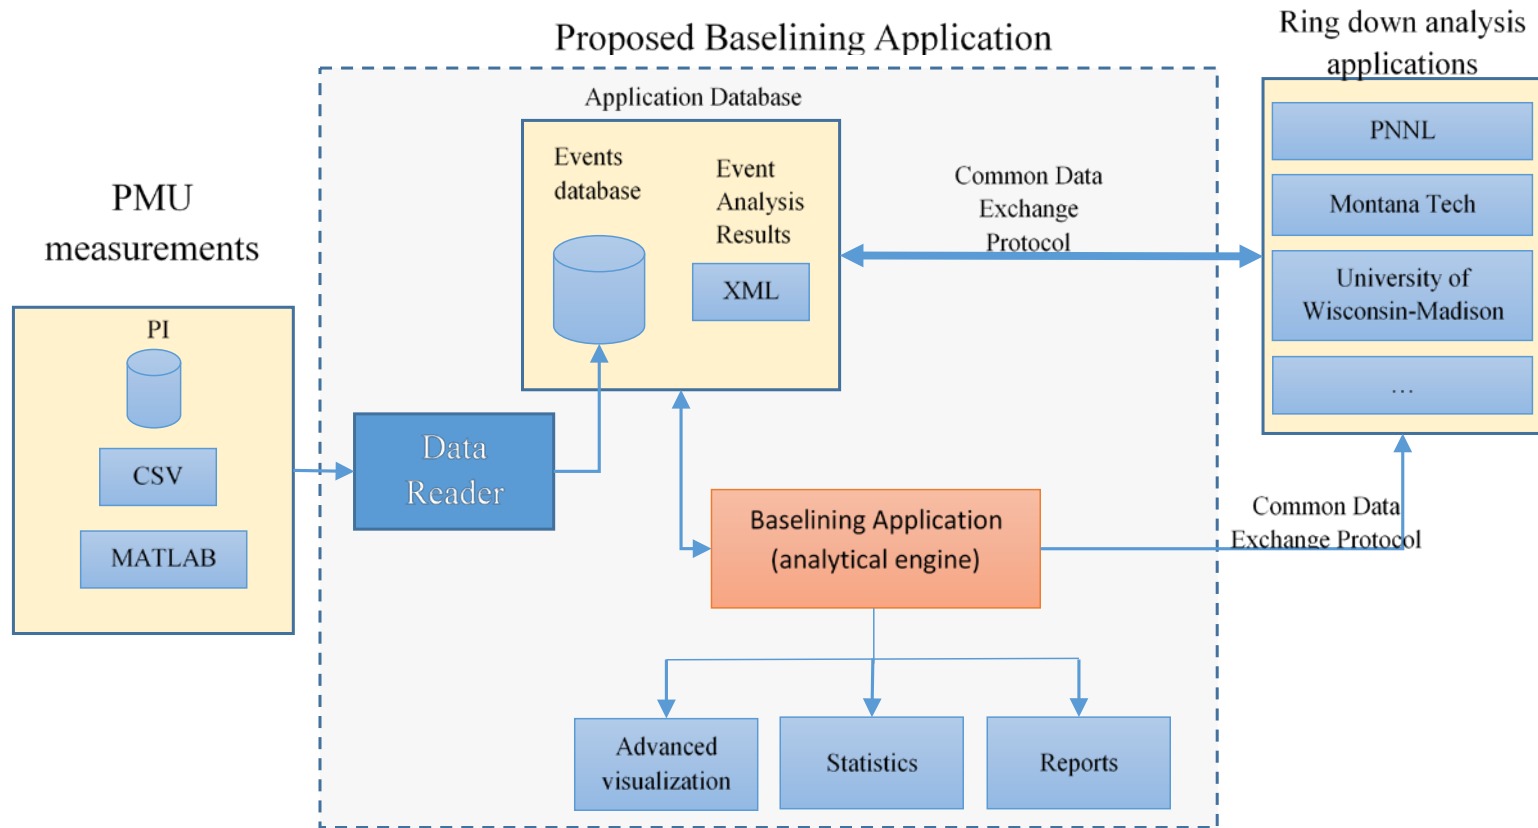 Proposed Baselining Application
Ring down analysis
applications
Application Database
Events
database
Event
Analysis
Results
XML
Common Data
Exchange
Protocol
PNNL
Montana Tech
University of
Wisconsin-Madison
...
PMU
measurements
PI
CSV
MATLAB
Data
Reader
Baselining Application
(analytical engine)
Common Data
Exchange Protocol
Advanced
visualization
Statistics
Reports